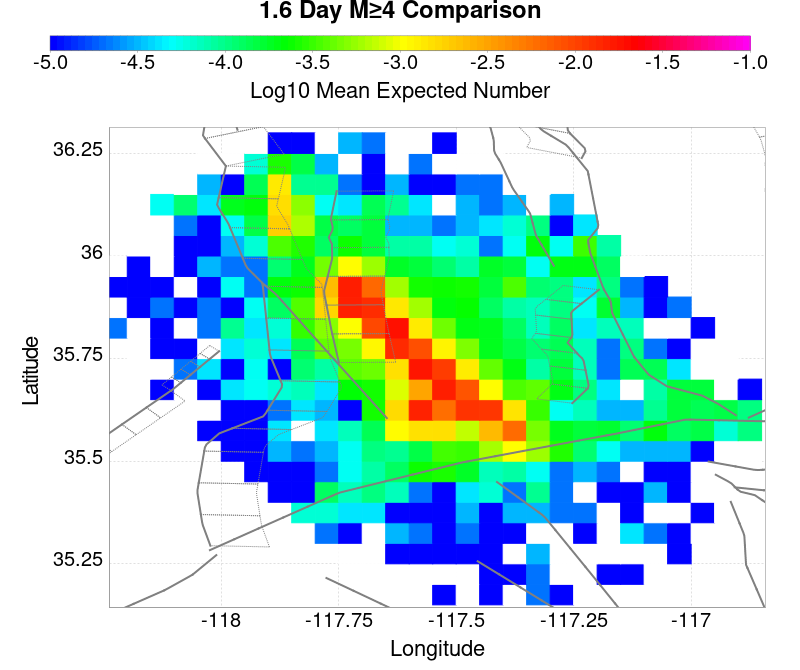 1.6 Day M≥4 Comparison
-5.0 -4.5 -4.0 -3.5 -3.0 -2.5 -2.0 -1.5 -1.0
Log10 Mean Expected Number
36.25
36
35.75
35.5
35.25
Latitude
-118 -117.75 -117.5 -117.25 -117
Longitude